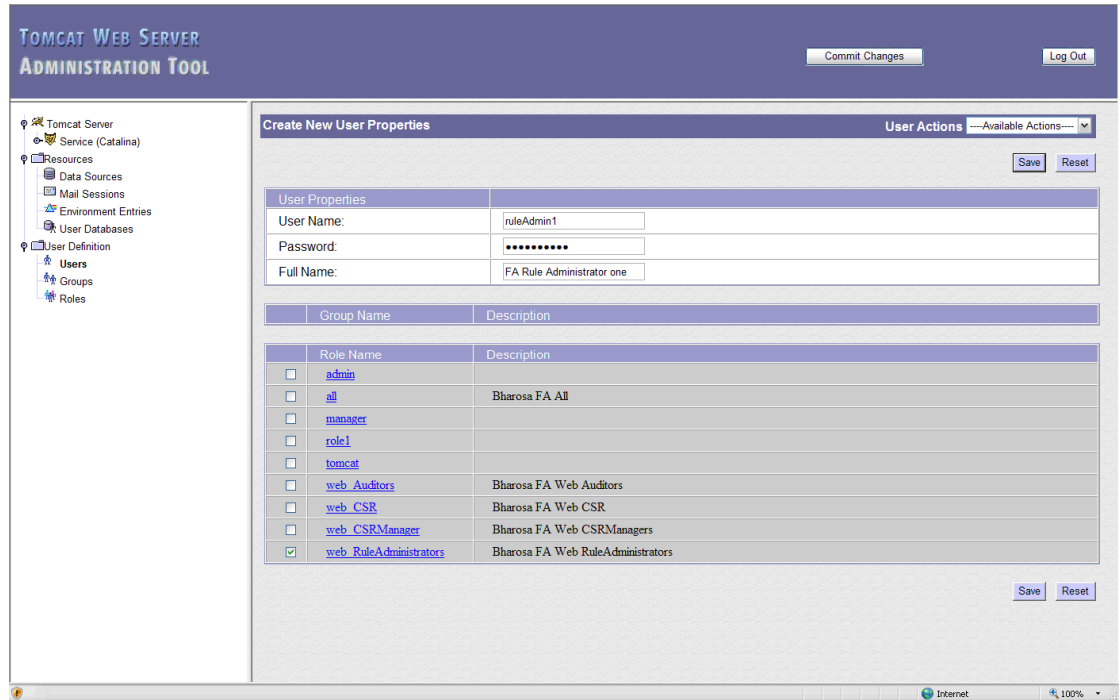 TOMCAT WEB SERVER
ADMINISTRATION TOOL
Commit Changes
Log Out
Tomcat Server
Service (Catalina)
Resources
Data Sources
Mail Sessions
Environment Entries
User Databases
User Definition
Users
Groups
Roles
Create New User Properties
User Actions ----Available Actions----
Save Reset
User Properties
User Name: ruleAdmin1
Password: ••••••••••
Full Name: FA Rule Administrator one
Group Name Description
Role Name Description
admin
all Bharosa FA All
manager
role1
tomcat
web_Auditors Bharosa FA Web Auditors
web_CSR Bharosa FA Web CSR
web_CSRManager Bharosa FA Web CSRManagers
web_RuleAdministrators Bharosa FA Web RuleAdministrators
Save Reset
Internet 100%